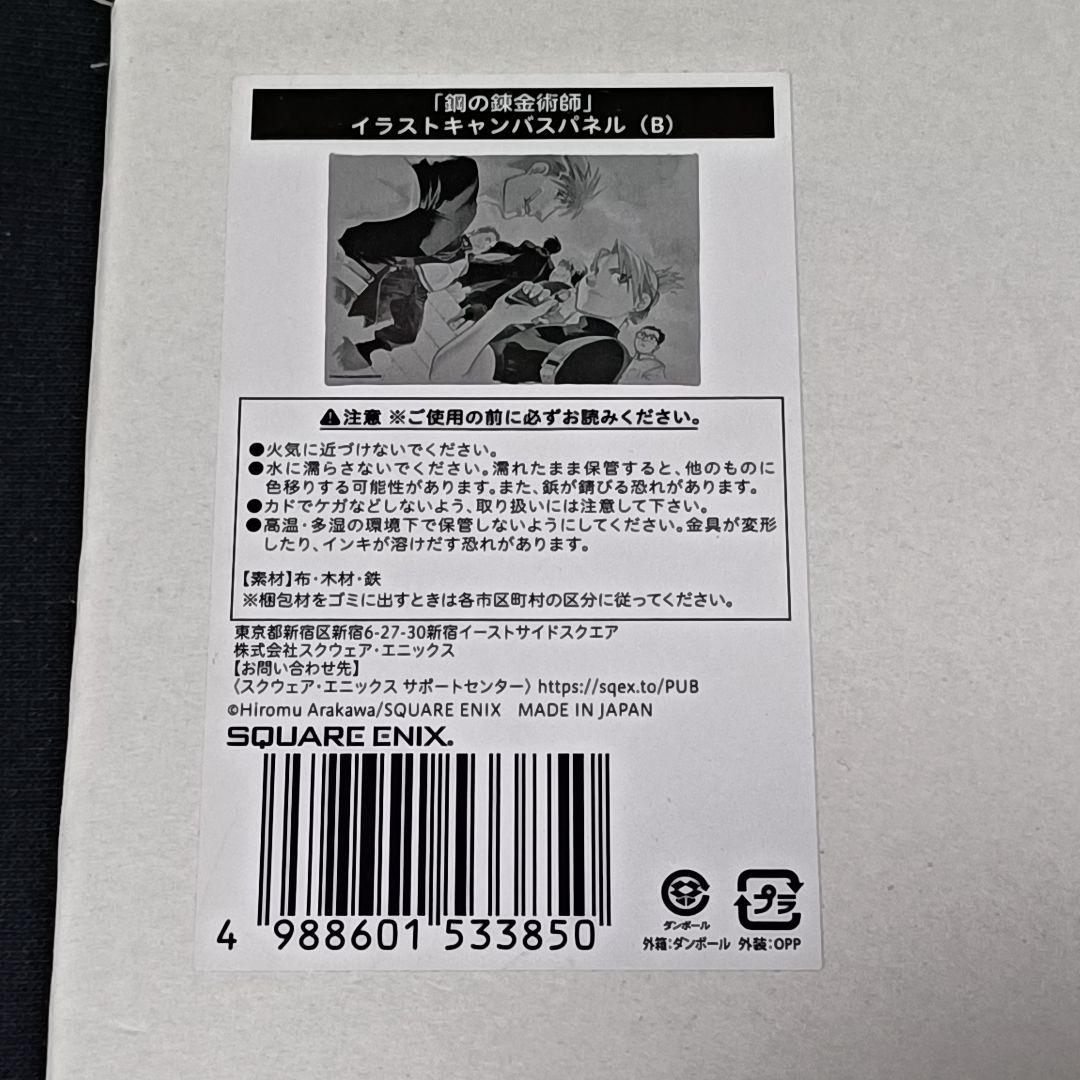 「鋼の錬金術師」
イラストキャンバスパネル（B）
⚠注意 ※ご使用の前に必ずお読みください。
●火気に近づけないでください。
●水に濡らさないでください。濡れたまま保管すると、他のものに
色移りする可能性があります。また、鋲が錆びる恐れがあります。
●カドでケガなどしないよう、取り扱いには注意して下さい。
●高温・多湿の環境下で保管しないようにしてください。金具が変形
したり、インキが溶けだす恐れがあります。
【素材】布・木材・鉄
※梱包材をゴミに出すときは各市区町村の区分に従ってください。
東京都新宿区新宿6-27-30新宿イーストサイドスクエア
株式会社スクウェア・エニックス
【お問い合わせ先】
〈スクウェア・エニックス サポートセンター〉 https://sqex.to/PUB
©Hiromu Arakawa/SQUARE ENIX MADE IN JAPAN
SQUARE ENIX.
4 988601 533850
ダンボール
プラ
外箱：ダンボール 外装：OPP